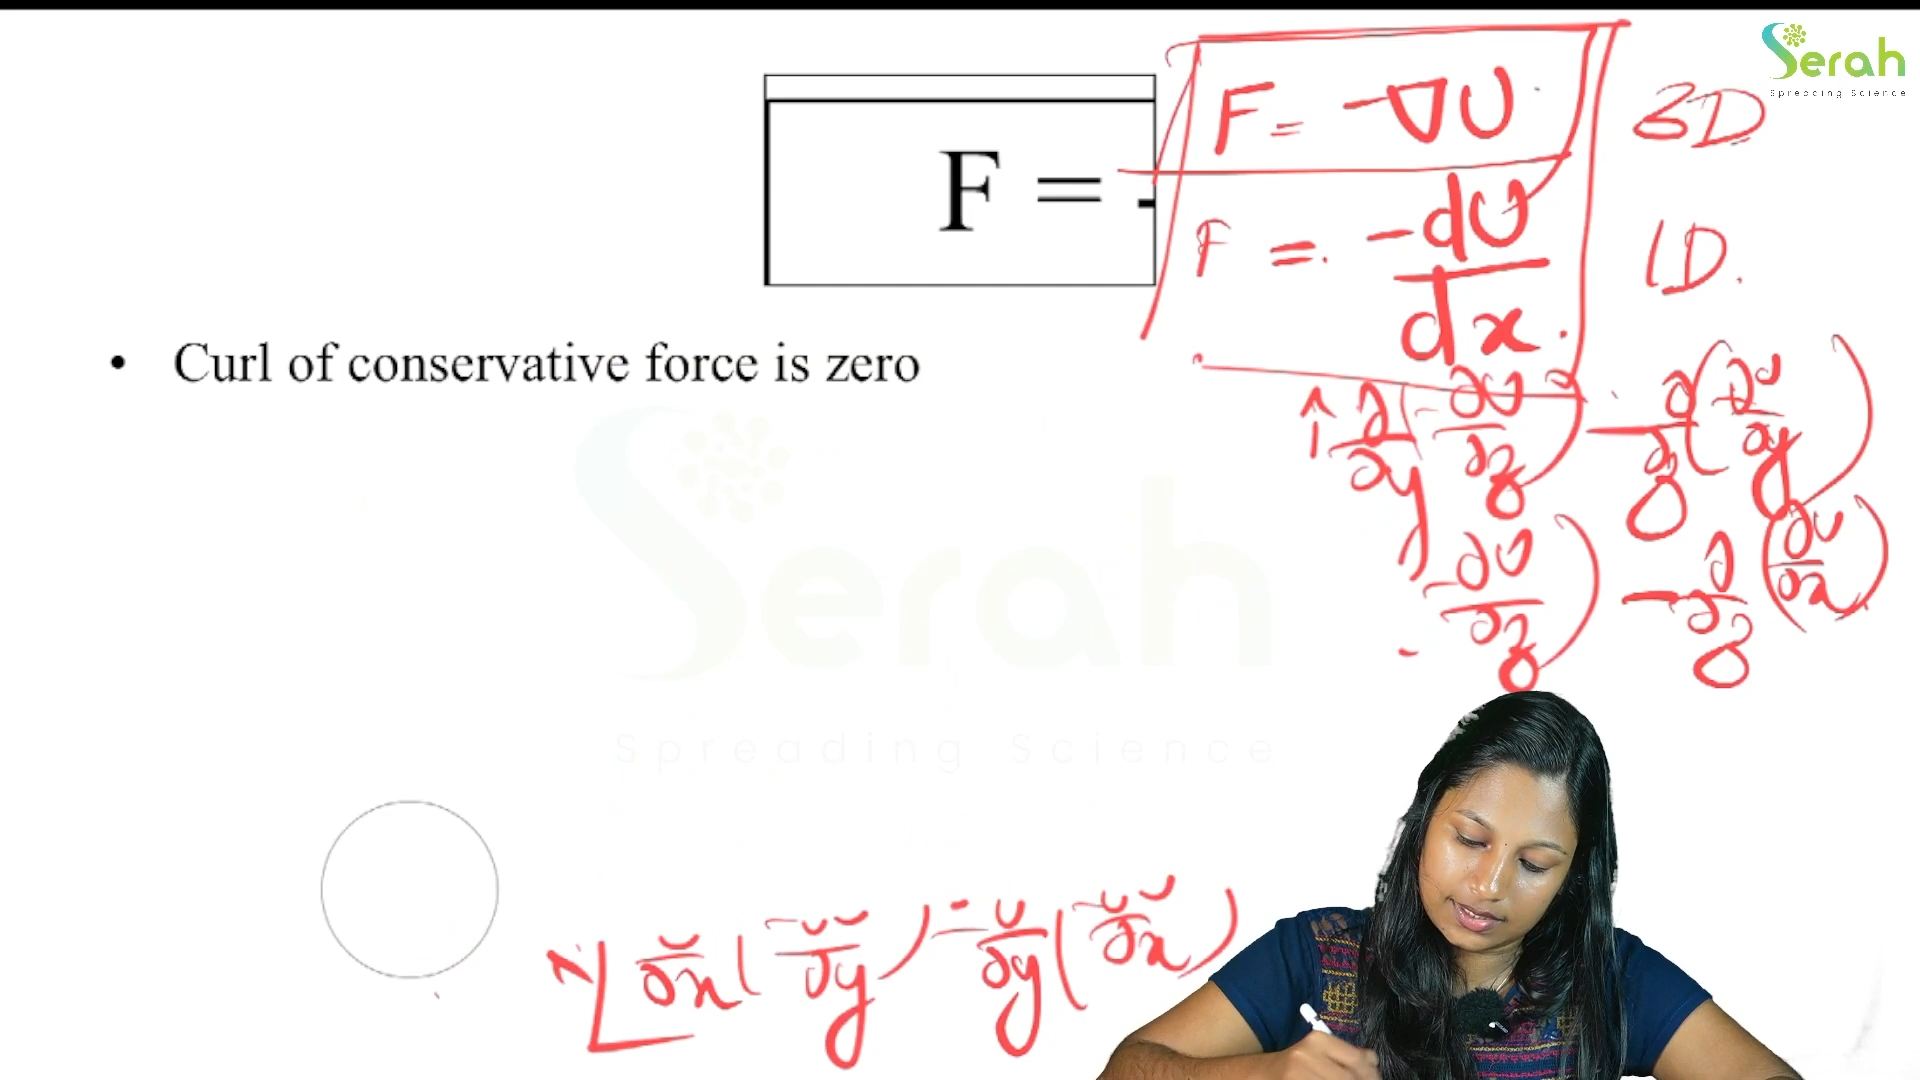 Serah
Spreading Science
F = -∇U 3D
F = -
F = -dU/dx 1D.
• Curl of conservative force is zero
∂/∂y (-∂U/∂z) - ∂/∂z (∂U/∂y)
-∂U/∂z) - ∂/∂z (∂U/∂x)
Serah
Spreading Science